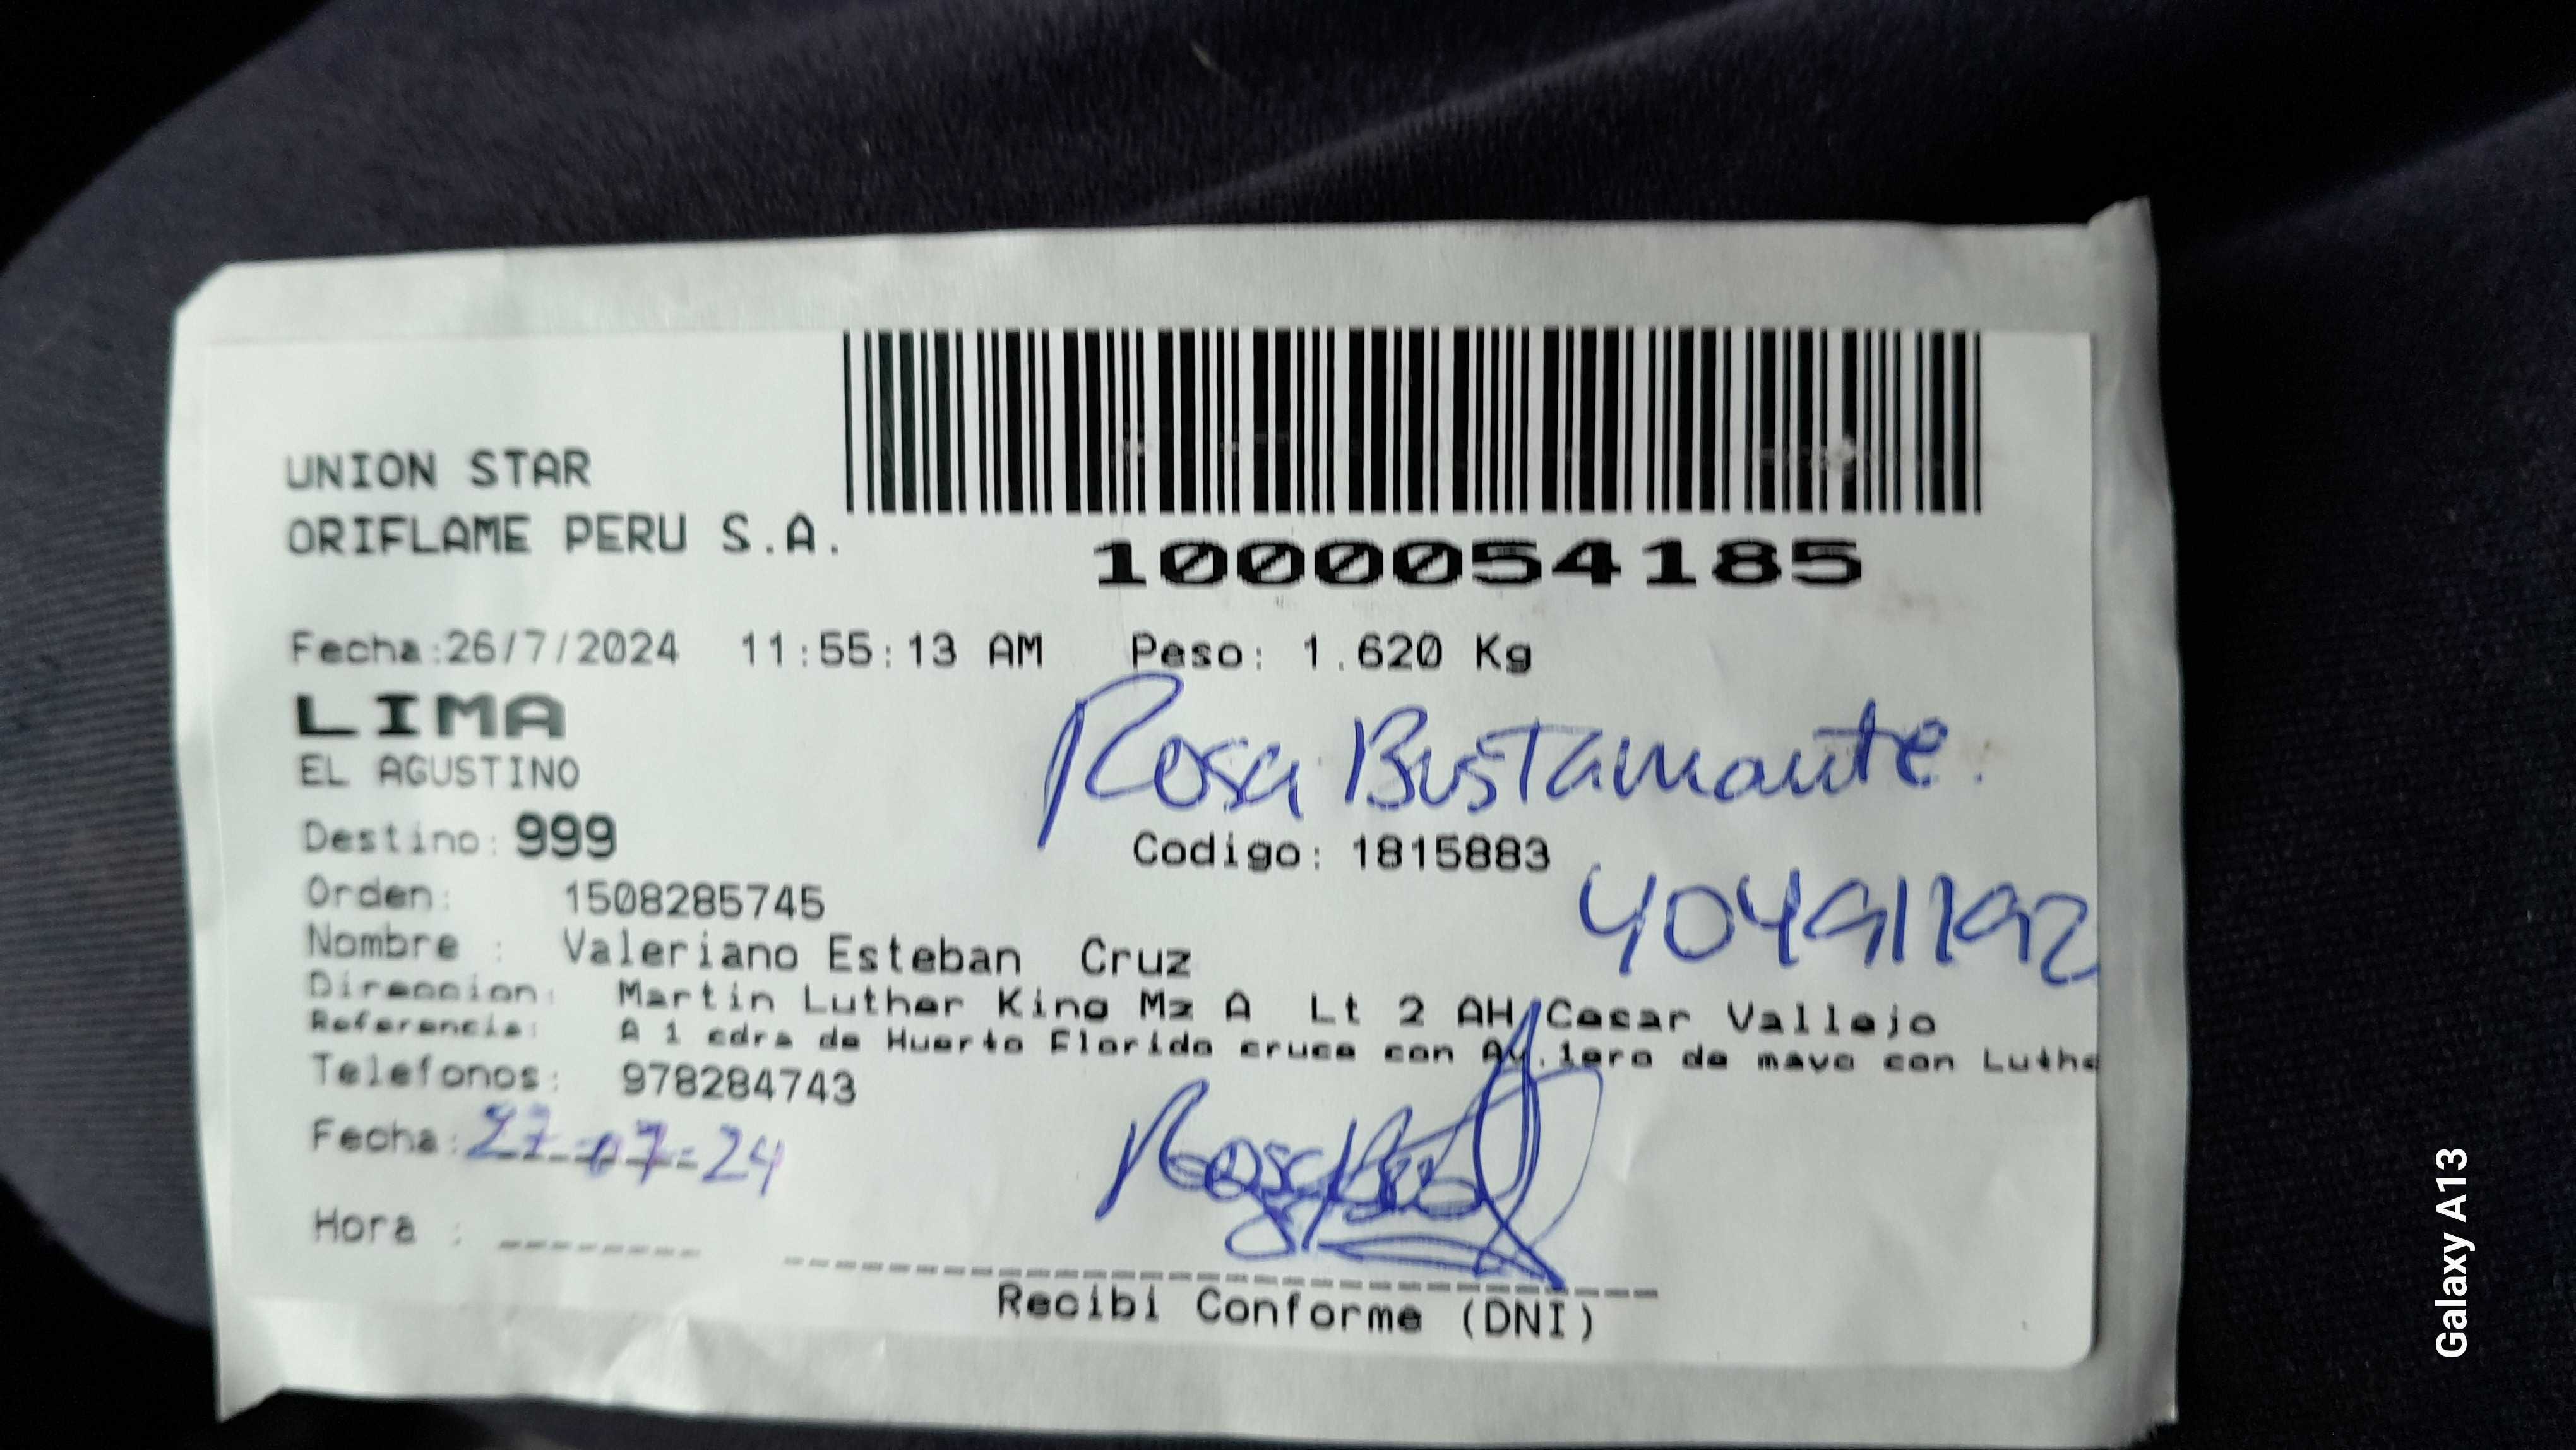 UNION STAR
ORIFLAME PERU S.A.
1000054185
Fecha:26/7/2024 11:55:13 AM Peso: 1.620 Kg
LIMA
Rosa Bustamante.
EL AGUSTINO
Destino: 999
Codigo: 1815883
Orden: 1508285745
40491192
Nombre : Valeriano Esteban Cruz
Direccion: Martin Luther King Mz A Lt 2 AH Cesar Vallejo
Referencia: A 1 cdra de Huerto Florido cruce con Av.1ero de mayo con Luthe
Telefonos: 978284743
Fecha: 27-07-24
Hora :
Recibi Conforme (DNI)
Galaxy A13